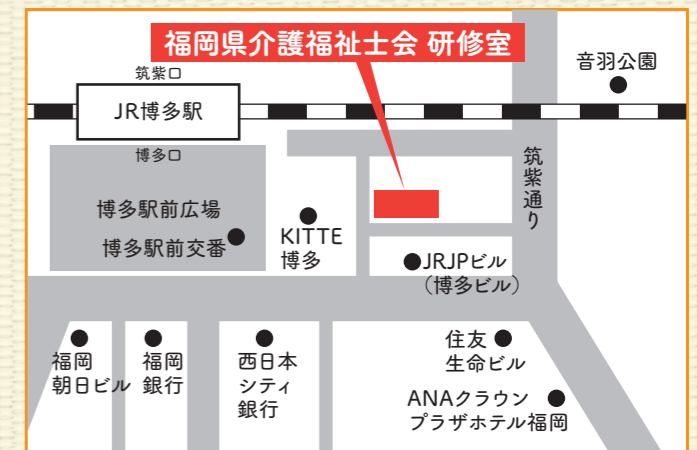 福岡県介護福祉士会 研修室
音羽公園
筑紫口
JR博多駅
博多口
筑紫通り
博多駅前広場
博多駅前交番
KITTE
博多
JRJPビル
（博多ビル）
福岡
朝日ビル
福岡
銀行
西日本
シティ
銀行
住友
生命ビル
ANAクラウン
プラザホテル福岡